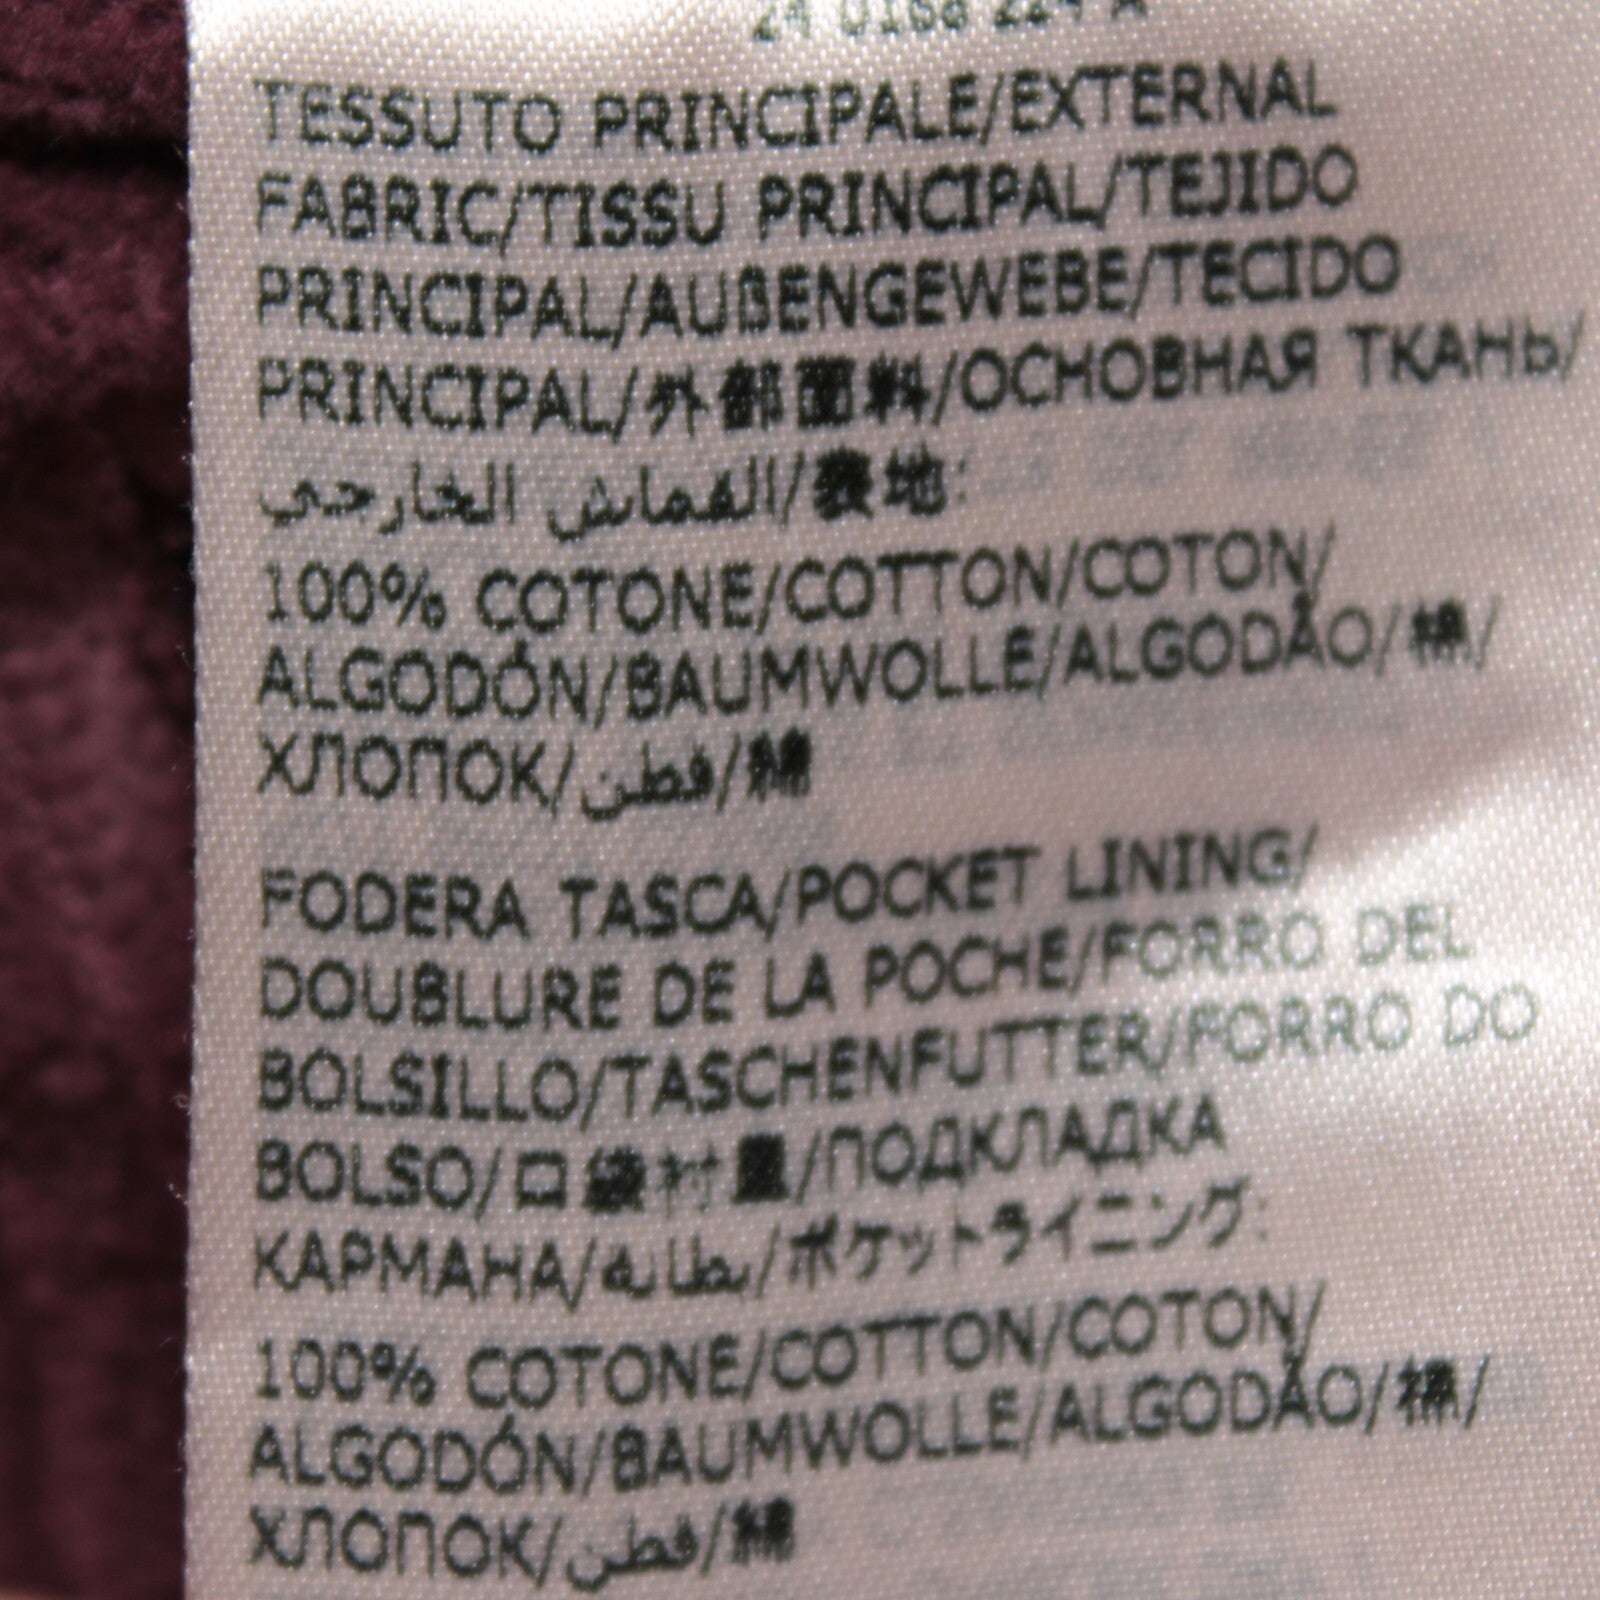 TESSUTO PRINCIPALE/EXTERNAL
FABRIC/TISSU PRINCIPAL/TEJIDO
PRINCIPAL/AUßENGEWEBE/TECIDO
PRINCIPAL/外部面料/ОСНОВНАЯ ТКАНЬ/
القماش الخارجي/表地:
100% COTONE/COTTON/COTON/
ALGODÓN/BAUMWOLLE/ALGODÃO/棉/
ХЛОПОК/قطن/綿
FODERA TASCA/POCKET LINING/
DOUBLURE DE LA POCHE/FORRO DEL
BOLSILLO/TASCHENFUTTER/FORRO DO
BOLSO/口袋衬里/ПОДКЛАДКА
КАРМАНА/بطانة/ポケットライニング:
100% COTONE/COTTON/COTON/
ALGODÓN/BAUMWOLLE/ALGODÃO/棉/
ХЛОПОК/قطن/綿